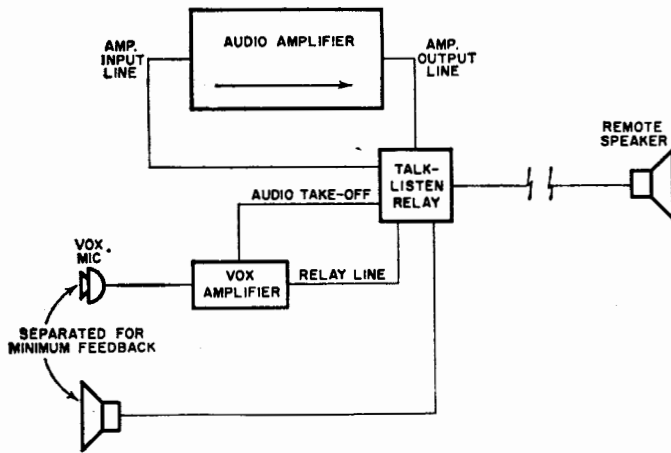 AUDIO AMPLIFIER
AMP.
INPUT
LINE
AMP.
OUTPUT
LINE
REMOTE
SPEAKER
TALK-
LISTEN
RELAY
AUDIO TAKE-OFF
VOX
MIC.
VOX
AMPLIFIER
RELAY LINE
SEPARATED FOR
MINIMUM FEEDBACK